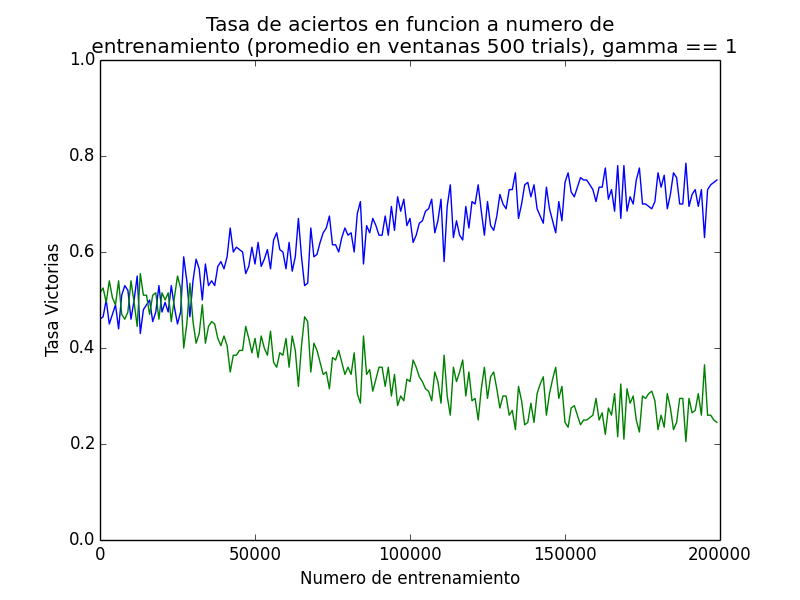 Tasa de aciertos en funcion a numero de
entrenamiento (promedio en ventanas 500 trials), gamma == 1
1.0
0.8
0.6
0.4
0.2
0.0
Tasa Victorias
0 50000 100000 150000 200000
Numero de entrenamiento